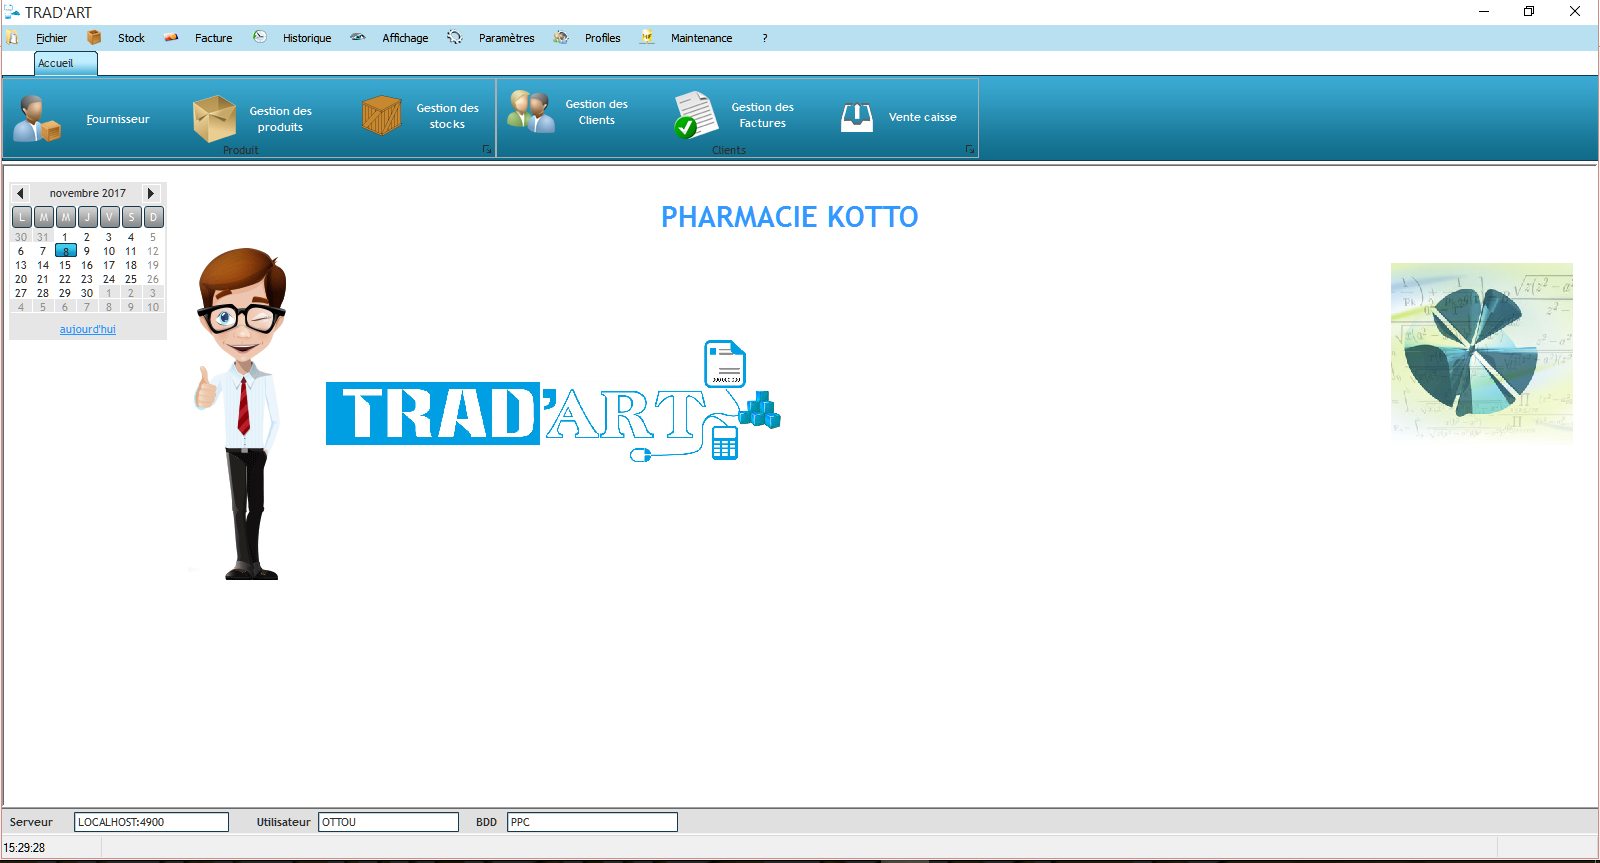 TRAD'ART
Fichier Stock Facture Historique Affichage Paramètres Profiles Maintenance ?
Accueil
Fournisseur
Gestion des
produits
Gestion des
stocks
Produit
Gestion des
Clients
Gestion des
Factures
Vente caisse
Clients
novembre 2017
L M M J V S D
30 31 1 2 3 4 5
6 7 8 9 10 11 12
13 14 15 16 17 18 19
20 21 22 23 24 25 26
27 28 29 30 1 2 3
4 5 6 7 8 9 10
aujourd'hui
PHARMACIE KOTTO
TRAD'ART
Serveur LOCALHOST:4900 Utilisateur OTTOU BDD PPC
15:29:28